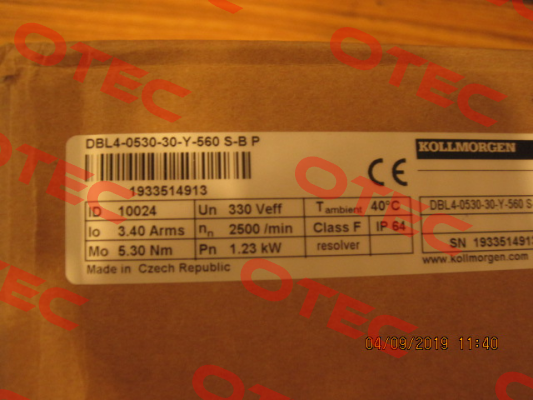 DBL4-0530-30-Y-560 S-B P
1933514913
ID 10024 Un 330 Veff Tambient 40°C
Io 3.40 Arms nn 2500 /min Class F IP 64
Mo 5.30 Nm Pn 1.23 kW resolver
Made in Czech Republic
CE
KOLLMORGEN
DBL4-0530-30-Y-560 S-
SN 193351491
www.kollmorgen.com
04/09/2019 11:40
OTEC
OTEC
OTEC
OTEC
OTEC
OTEC
OTEC
OTEC
OTEC